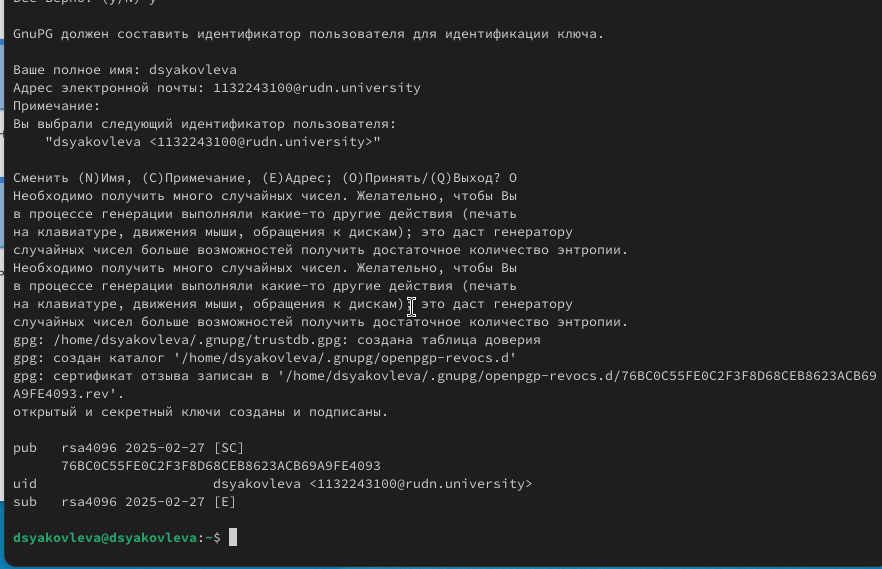 Все верно? (y/N) y
GnuPG должен составить идентификатор пользователя для идентификации ключа.
Ваше полное имя: dsyakovleva
Адрес электронной почты: 1132243100@rudn.university
Примечание:
Вы выбрали следующий идентификатор пользователя:
"dsyakovleva <1132243100@rudn.university>"
Сменить (N)Имя, (C)Примечание, (E)Адрес; (O)Принять/(Q)Выход? O
Необходимо получить много случайных чисел. Желательно, чтобы Вы
в процессе генерации выполняли какие-то другие действия (печать
на клавиатуре, движения мыши, обращения к дискам); это даст генератору
случайных чисел больше возможностей получить достаточное количество энтропии.
Необходимо получить много случайных чисел. Желательно, чтобы Вы
в процессе генерации выполняли какие-то другие действия (печать
на клавиатуре, движения мыши, обращения к дискам); это даст генератору
случайных чисел больше возможностей получить достаточное количество энтропии.
gpg: /home/dsyakovleva/.gnupg/trustdb.gpg: создана таблица доверия
gpg: создан каталог '/home/dsyakovleva/.gnupg/openpgp-revocs.d'
gpg: сертификат отзыва записан в '/home/dsyakovleva/.gnupg/openpgp-revocs.d/76BC0C55FE0C2F3F8D68CEB8623ACB69
A9FE4093.rev'.
открытый и секретный ключи созданы и подписаны.
pub   rsa4096 2025-02-27 [SC]
76BC0C55FE0C2F3F8D68CEB8623ACB69A9FE4093
uid                      dsyakovleva <1132243100@rudn.university>
sub   rsa4096 2025-02-27 [E]
dsyakovleva@dsyakovleva:~$